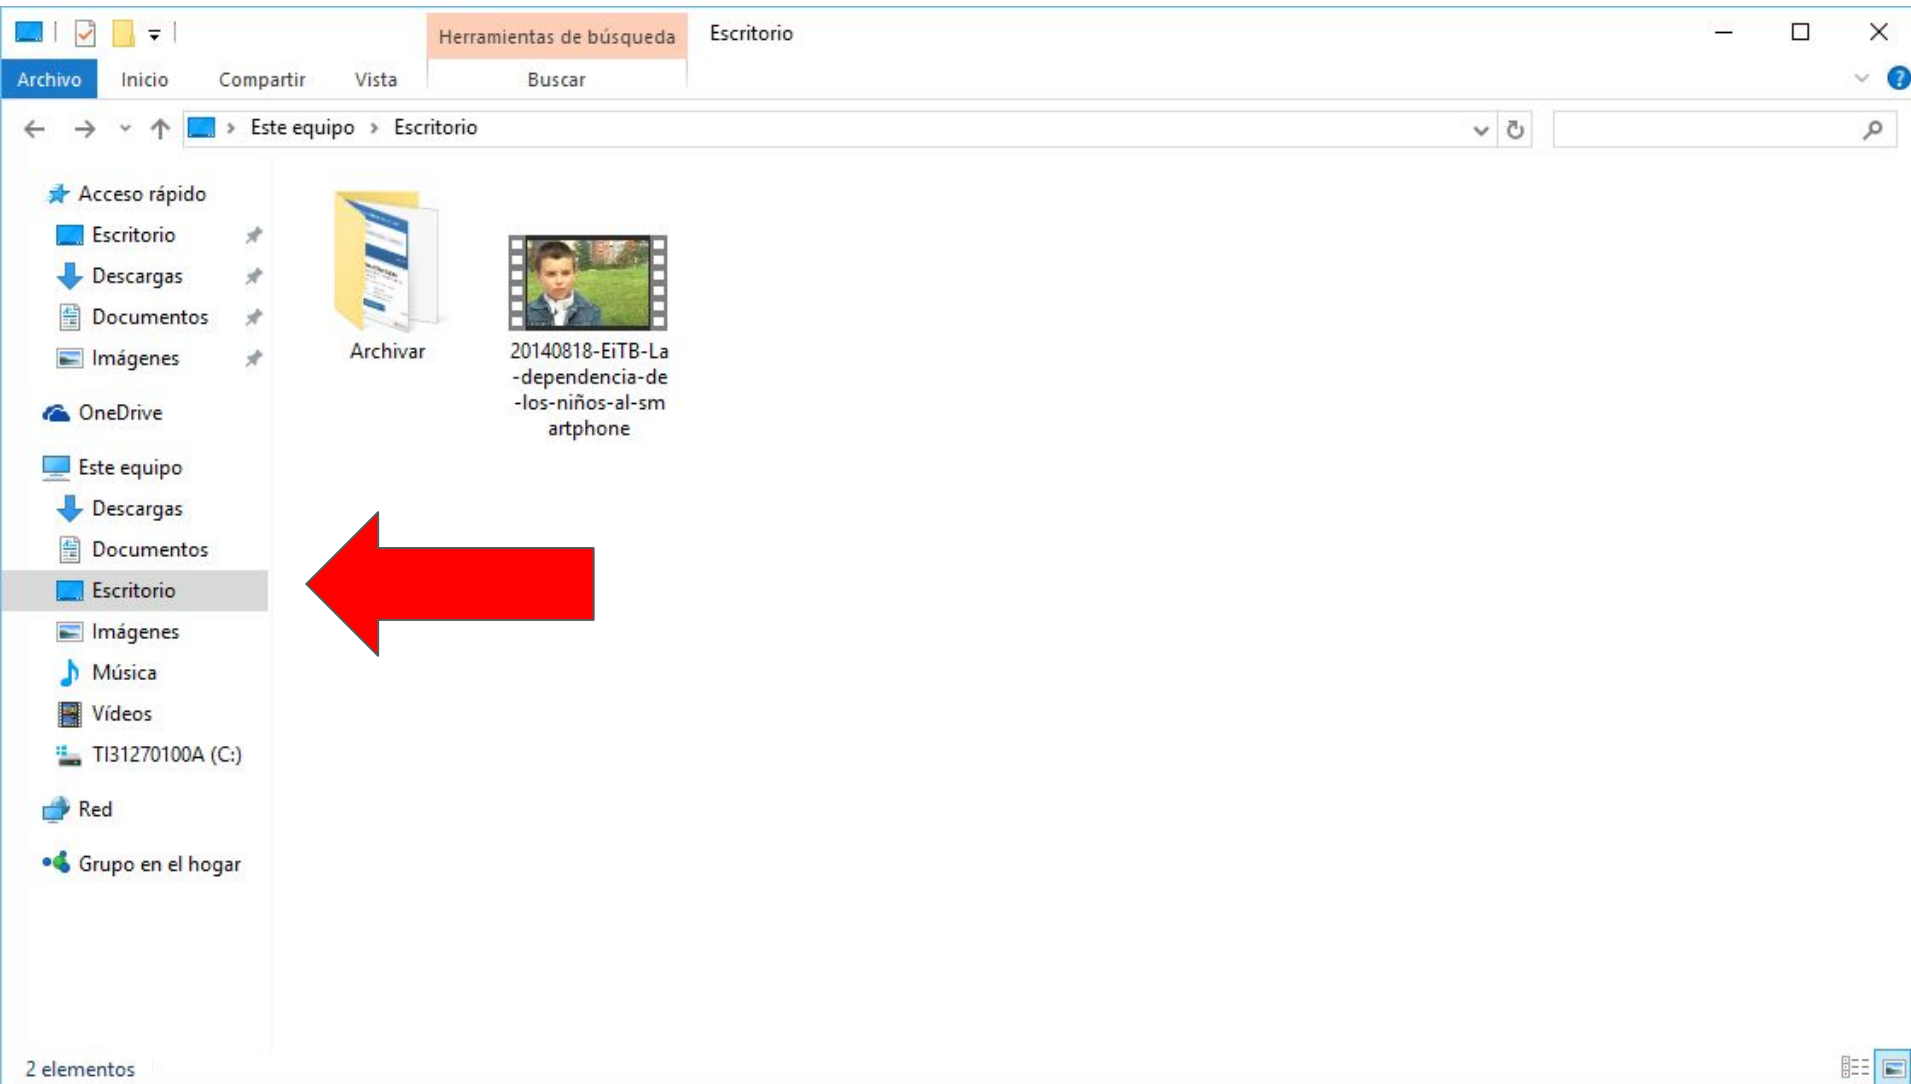 Herramientas de búsqueda
Escritorio
Archivo
Inicio
Compartir
Vista
Buscar
Este equipo
Escritorio
Acceso rápido
Escritorio
Descargas
Documentos
Imágenes
OneDrive
Este equipo
Descargas
Documentos
Escritorio
Imágenes
Música
Vídeos
TI31270100A (C:)
Red
Grupo en el hogar
Archivar
20140818-EiTB-La
-dependencia-de
-los-niños-al-sm
artphone
2 elementos